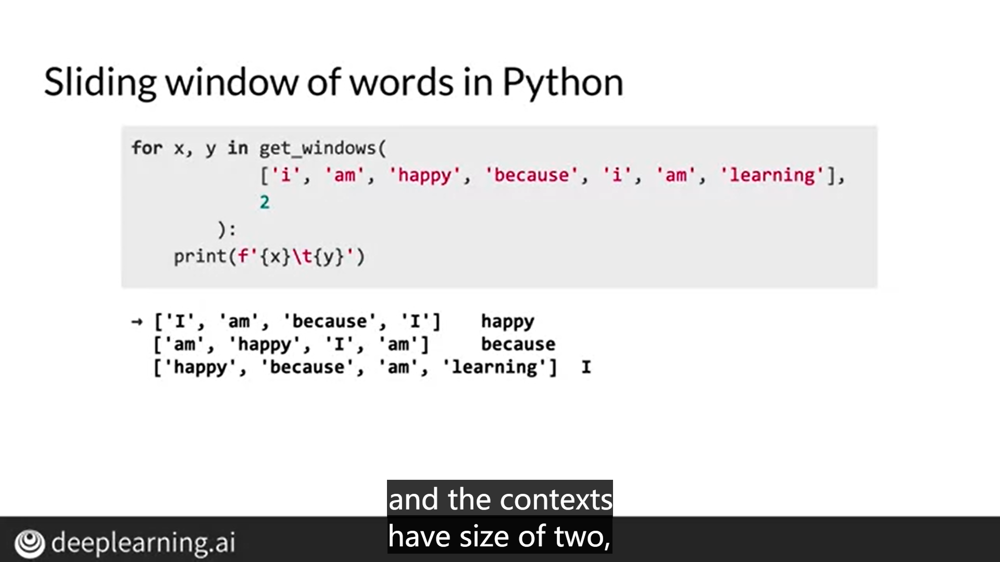 Sliding window of words in Python
for x, y in get_windows(
['i', 'am', 'happy', 'because', 'i', 'am', 'learning'],
2
):
print(f'{x}\t{y}')
→ ['I', 'am', 'because', 'I'] happy
['am', 'happy', 'I', 'am'] because
['happy', 'because', 'am', 'learning'] I
and the contexts
have size of two,
deeplearning.ai